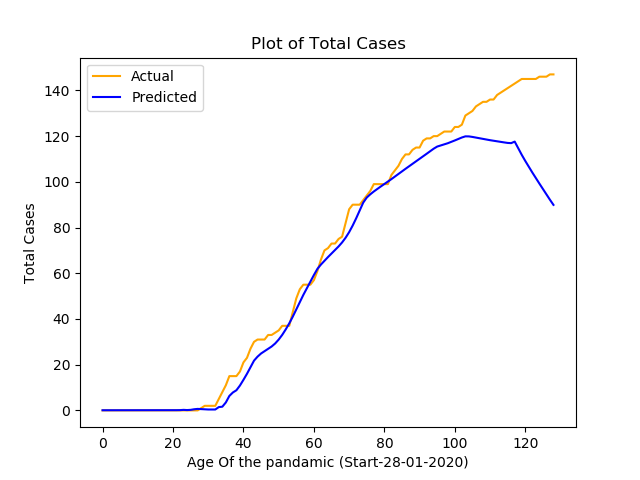 Plot of Total Cases
Actual
Predicted
140
120
100
80
60
40
20
0
Total Cases
0 20 40 60 80 100 120
Age Of the pandamic (Start-28-01-2020)